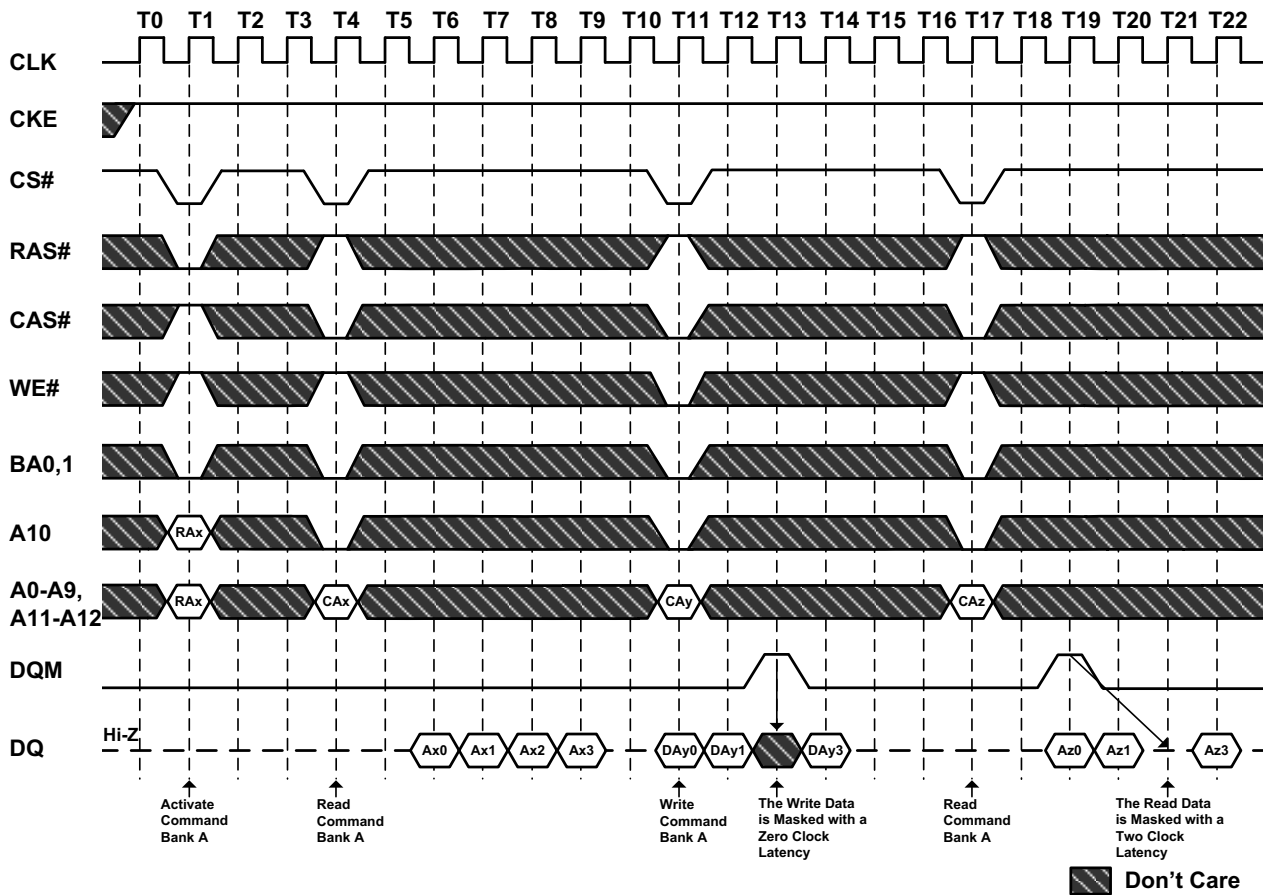 T0 T1 T2 T3 T4 T5 T6 T7 T8 T9 T10 T11 T12 T13 T14 T15 T16 T17 T18 T19 T20 T21 T22
CLK
CKE
CS#
RAS#
CAS#
WE#
BA0,1
A10 RAx
A0-A9,
A11-A12 RAx CAx CAy CAz
DQM
DQ Hi-Z Ax0 Ax1 Ax2 Ax3 DAy0 DAy1 DAy3 Az0 Az1 Az3
Activate
Command
Bank A
Read
Command
Bank A
Write
Command
Bank A
The Write Data
is Masked with a
Zero Clock
Latency
Read
Command
Bank A
The Read Data
is Masked with a
Two Clock
Latency
Don't Care